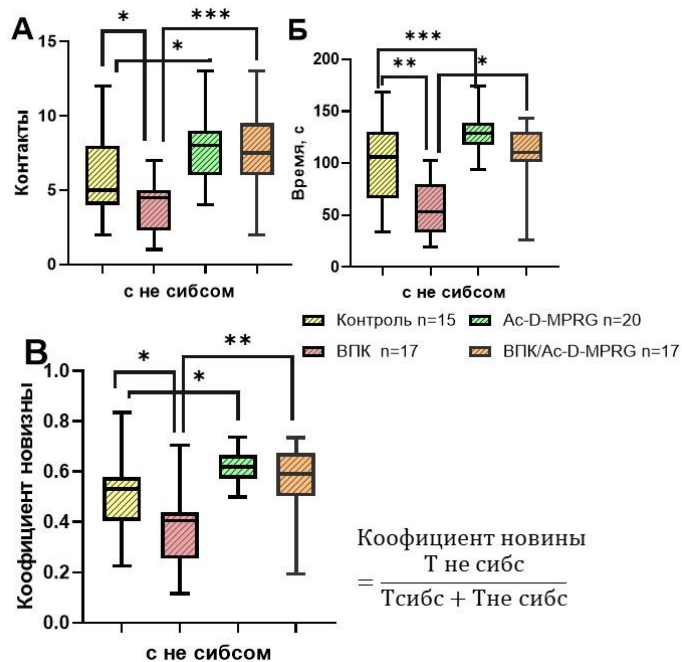 А
*
***
*
15
10
5
0
Контакты
с не сибсом
Б
***
**
*
200
150
100
50
0
Время, с
с не сибсом
Контроль n=15
Ac-D-MPRG n=20
ВПК n=17
ВПК/Ac-D-MPRG n=17
В
*
**
*
1.0
0.8
0.6
0.4
0.2
0.0
Коофициент новизны
с не сибсом
Коофициент новины
= Т не сибс
Тсибс + Тне сибс